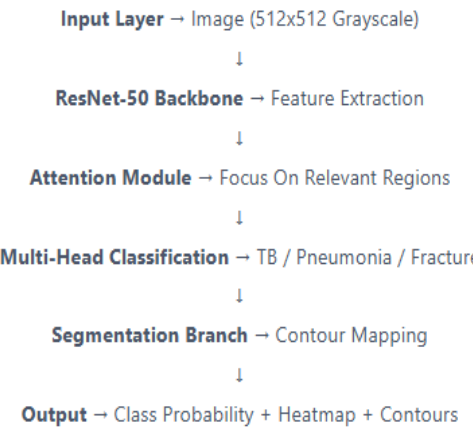 Input Layer → Image (512x512 Grayscale)
↓
ResNet-50 Backbone → Feature Extraction
↓
Attention Module → Focus On Relevant Regions
↓
Multi-Head Classification → TB / Pneumonia / Fracture
↓
Segmentation Branch → Contour Mapping
↓
Output → Class Probability + Heatmap + Contours